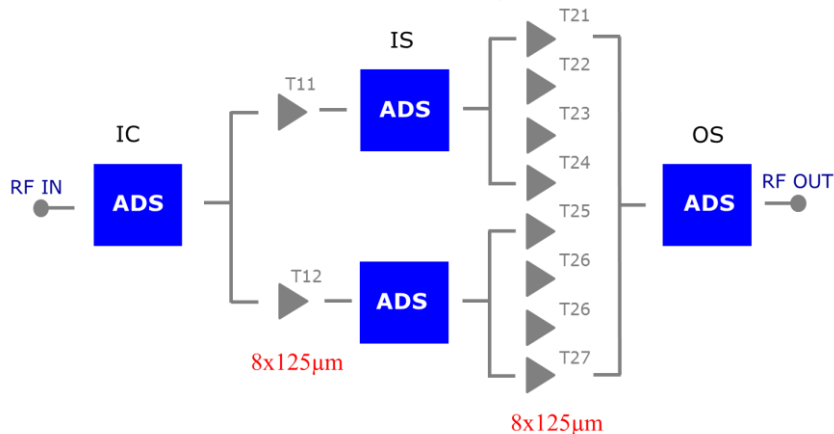 T21
IS
T22
T11
ADS
T23
IC
OS
T24
RF IN
ADS
ADS
RF OUT
T25
T12
ADS
T26
T26
8x125μm
T27
8x125μm